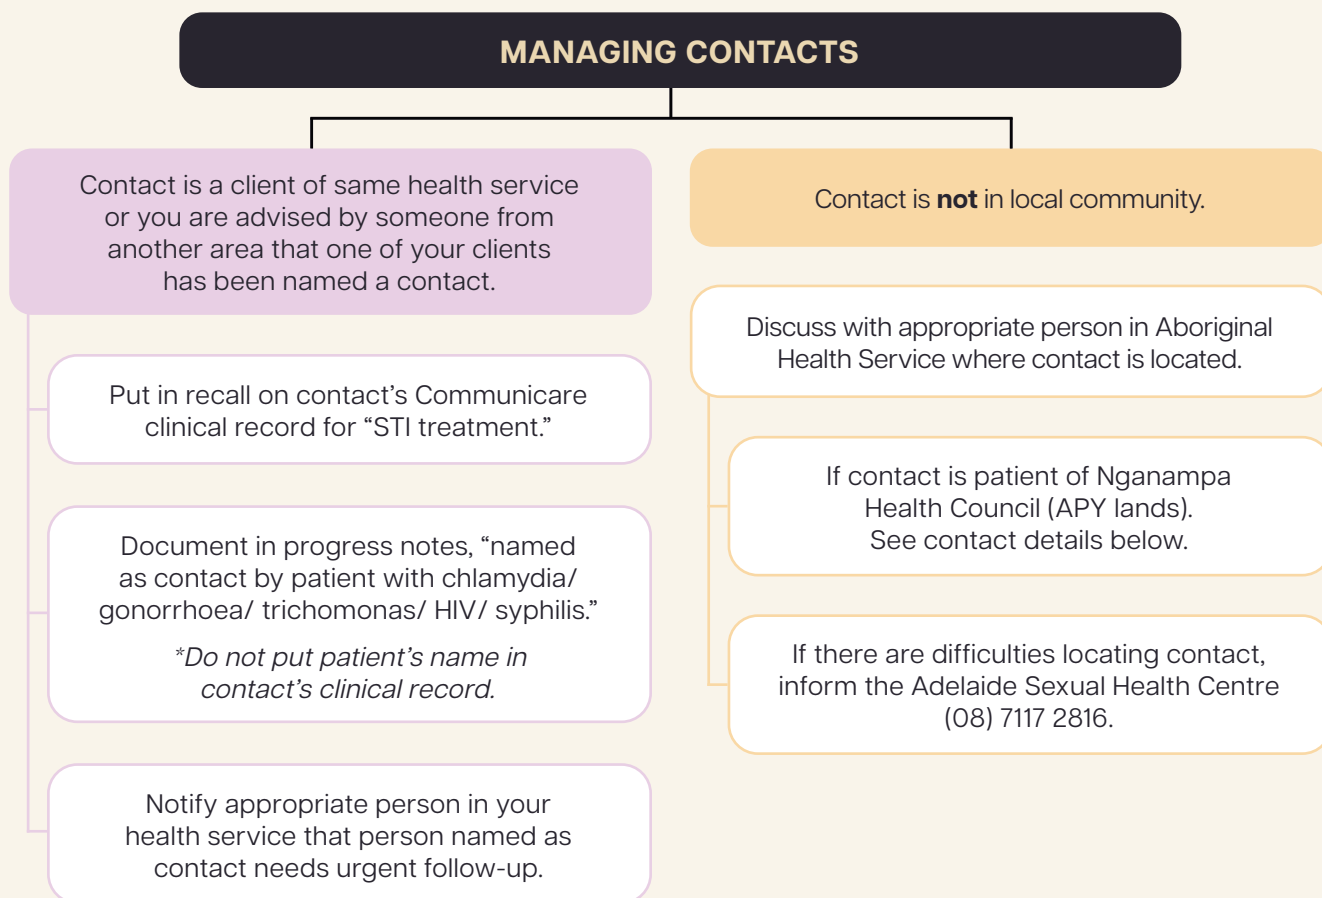 MANAGING CONTACTS
Contact is a client of same health service
or you are advised by someone from
another area that one of your clients
has been named a contact.
Put in recall on contact's Communicare
clinical record for “STI treatment.”
Document in progress notes, “named
as contact by patient with chlamydia/
gonorrhoea/ trichomonas/ HIV/ syphilis.”
*Do not put patient's name in
contact's clinical record.
Notify appropriate person in your
health service that person named as
contact needs urgent follow-up.
Contact is not in local community.
Discuss with appropriate person in Aboriginal
Health Service where contact is located.
If contact is patient of Nganampa
Health Council (APY lands).
See contact details below.
If there are difficulties locating contact,
inform the Adelaide Sexual Health Centre
(08) 7117 2816.